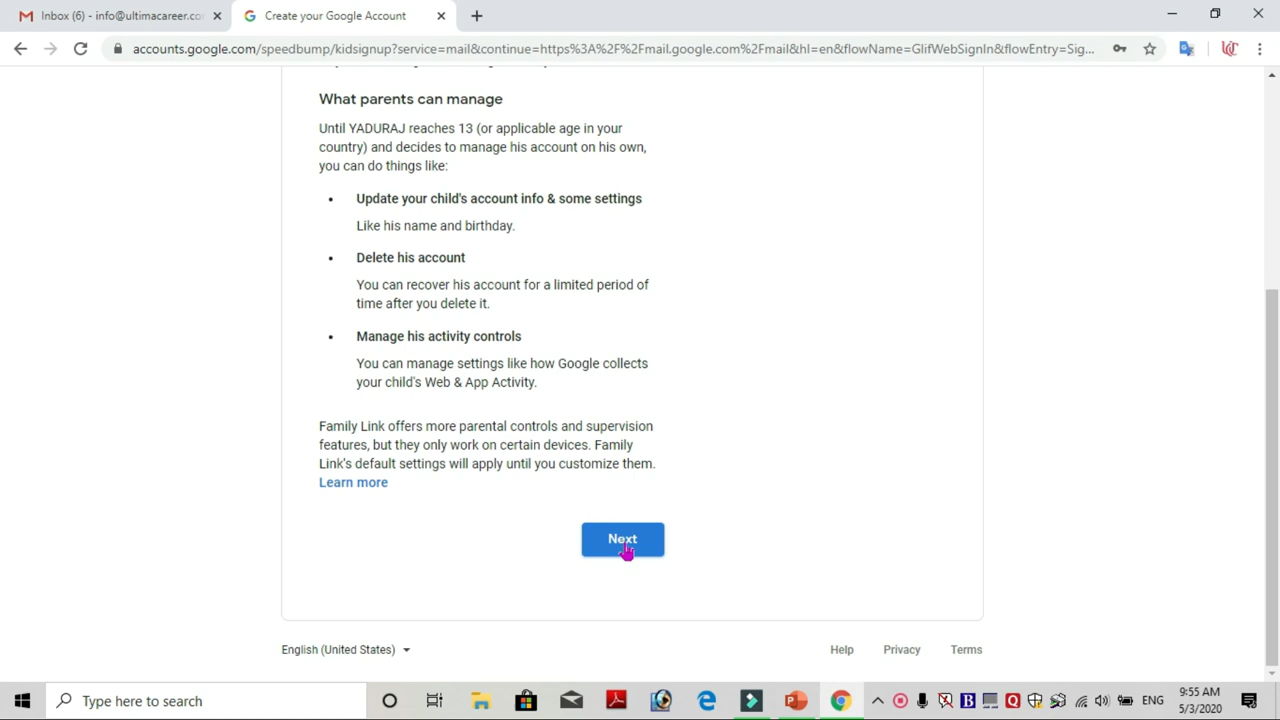 Inbox (6) - info@ultimacareer.co
Create your Google Account
accounts.google.com/speedbump/kidsignup?service=mail&continue=https%3A%2F%2Fmail.google.com%2Fmail&hl=en&flowName=GlifWebSignIn&flowEntry=Sig...
What parents can manage
Until YADURAJ reaches 13 (or applicable age in your
country) and decides to manage his account on his own,
you can do things like:
• Update your child's account info & some settings
Like his name and birthday.
• Delete his account
You can recover his account for a limited period of
time after you delete it.
• Manage his activity controls
You can manage settings like how Google collects
your child's Web & App Activity.
Family Link offers more parental controls and supervision
features, but they only work on certain devices. Family
Link's default settings will apply until you customize them.
Learn more
Next
English (United States)
Help Privacy Terms
Type here to search
ENG
9:55 AM
5/3/2020